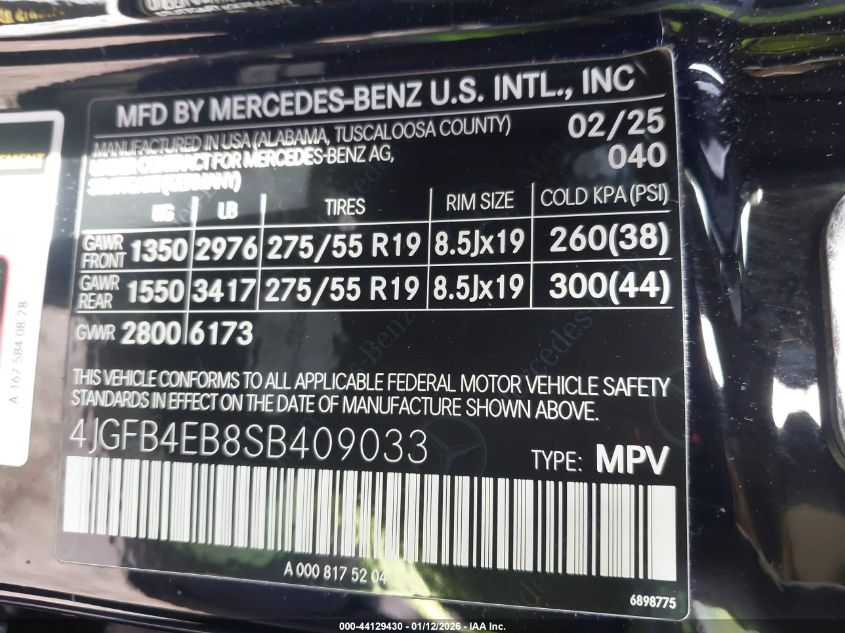 MFD BY MERCEDES-BENZ U.S. INTL., INC
MANUFACTURED IN USA (ALABAMA, TUSCALOOSA COUNTY) 02/25
UNDER CONTRACT FOR MERCEDES-BENZ AG, 040
(GERMANY)
KG LB TIRES RIM SIZE COLD KPA (PSI)
GAWR FRONT 1350 2976 275/55 R19 8.5Jx19 260(38)
GAWR REAR 1550 3417 275/55 R19 8.5Jx19 300(44)
GVWR 2800 6173
THIS VEHICLE CONFORMS TO ALL APPLICABLE FEDERAL MOTOR VEHICLE SAFETY
STANDARDS IN EFFECT ON THE DATE OF MANUFACTURE SHOWN ABOVE.
4JGFB4EB8SB409033 TYPE: MPV
A 000 817 52 04
6898775
A 167 584 08 28
000-44129430 - 01/12/2026 - IAA Inc.